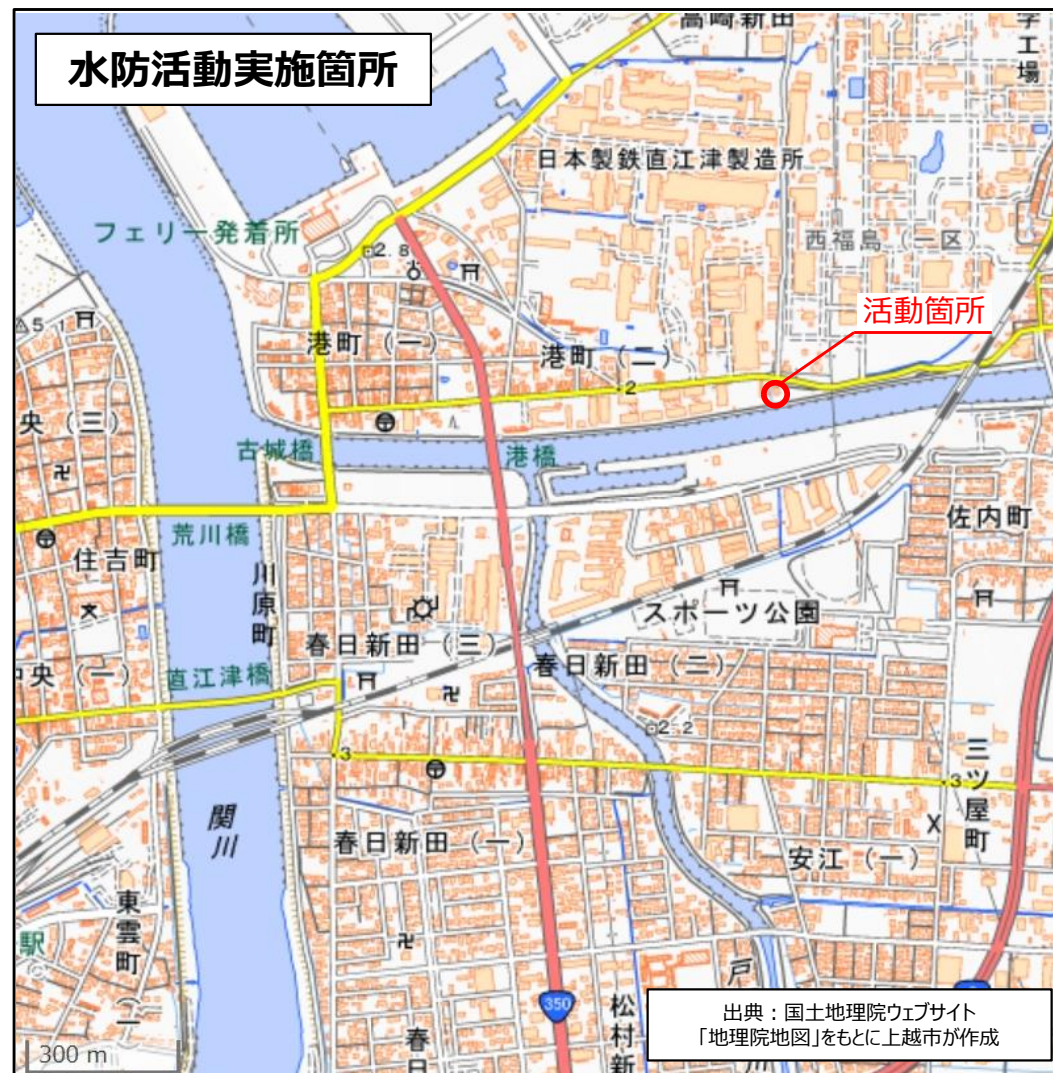 水防活動実施箇所
高崎新田
学工場
日本製鉄直江津製造所
フェリー発着所
西福島（一区）
2.8
活動箇所
5 1
港町（一）
港町（二）
2
央（三）
古城橋
港橋
荒川橋
佐内町
住吉町
川原町
スポーツ公園
春日新田（三）
春日新田（二）
中央（一）
直江津橋
2.2
3
3
三ツ屋町
関川
春日新田（一）
安江（一）
東雲町（二）
駅
戸
350
松村新
春日
川
出典：国土地理院ウェブサイト
「地理院地図」をもとに上越市が作成
300 m